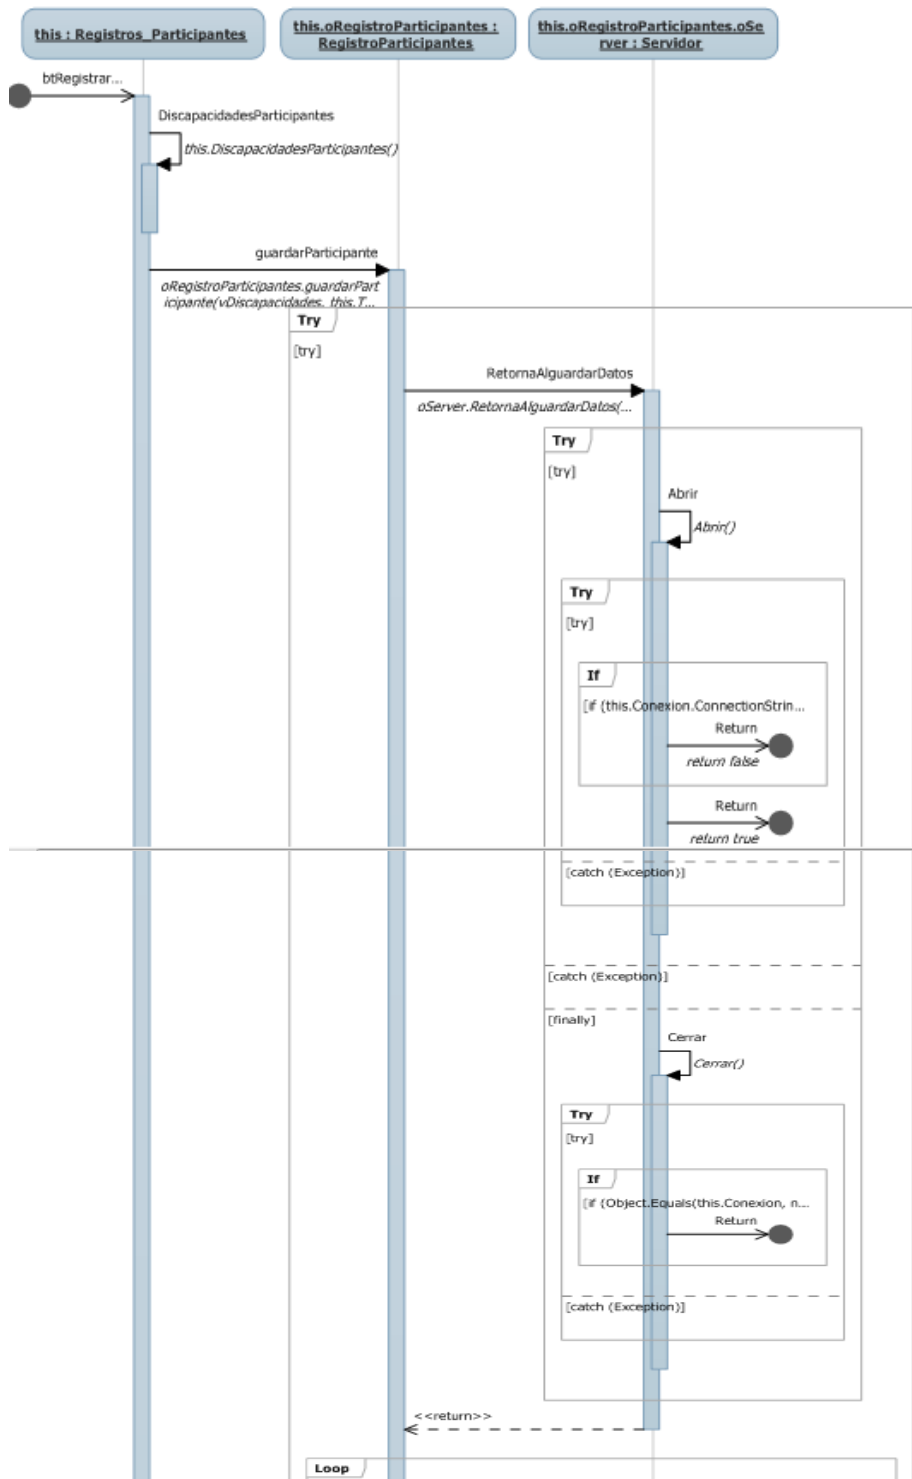 this : Registros_Participantes
this.oRegistroParticipantes :
RegistroParticipantes
this.oRegistroParticipantes.oSe
rver : Servidor
btRegistrar...
DiscapacidadesParticipantes
this.DiscapacidadesParticipantes()
guardarParticipante
oRegistroParticipantes.guardarPart
icipante(vDiscapacidades, this.T...
Try
[try]
RetornaAlguardarDatos
oServer.RetornaAlguardarDatos(...
Try
[try]
Abrir
Abrir()
Try
[try]
If
[if (this.Conexion.ConnectionStrin...
Return
return false
Return
return true
[catch (Exception)]
[catch (Exception)]
[finally]
Cerrar
Cerrar()
Try
[try]
If
[if (Object.Equals(this.Conexion, n...
Return
[catch (Exception)]
<<return>>
Loop